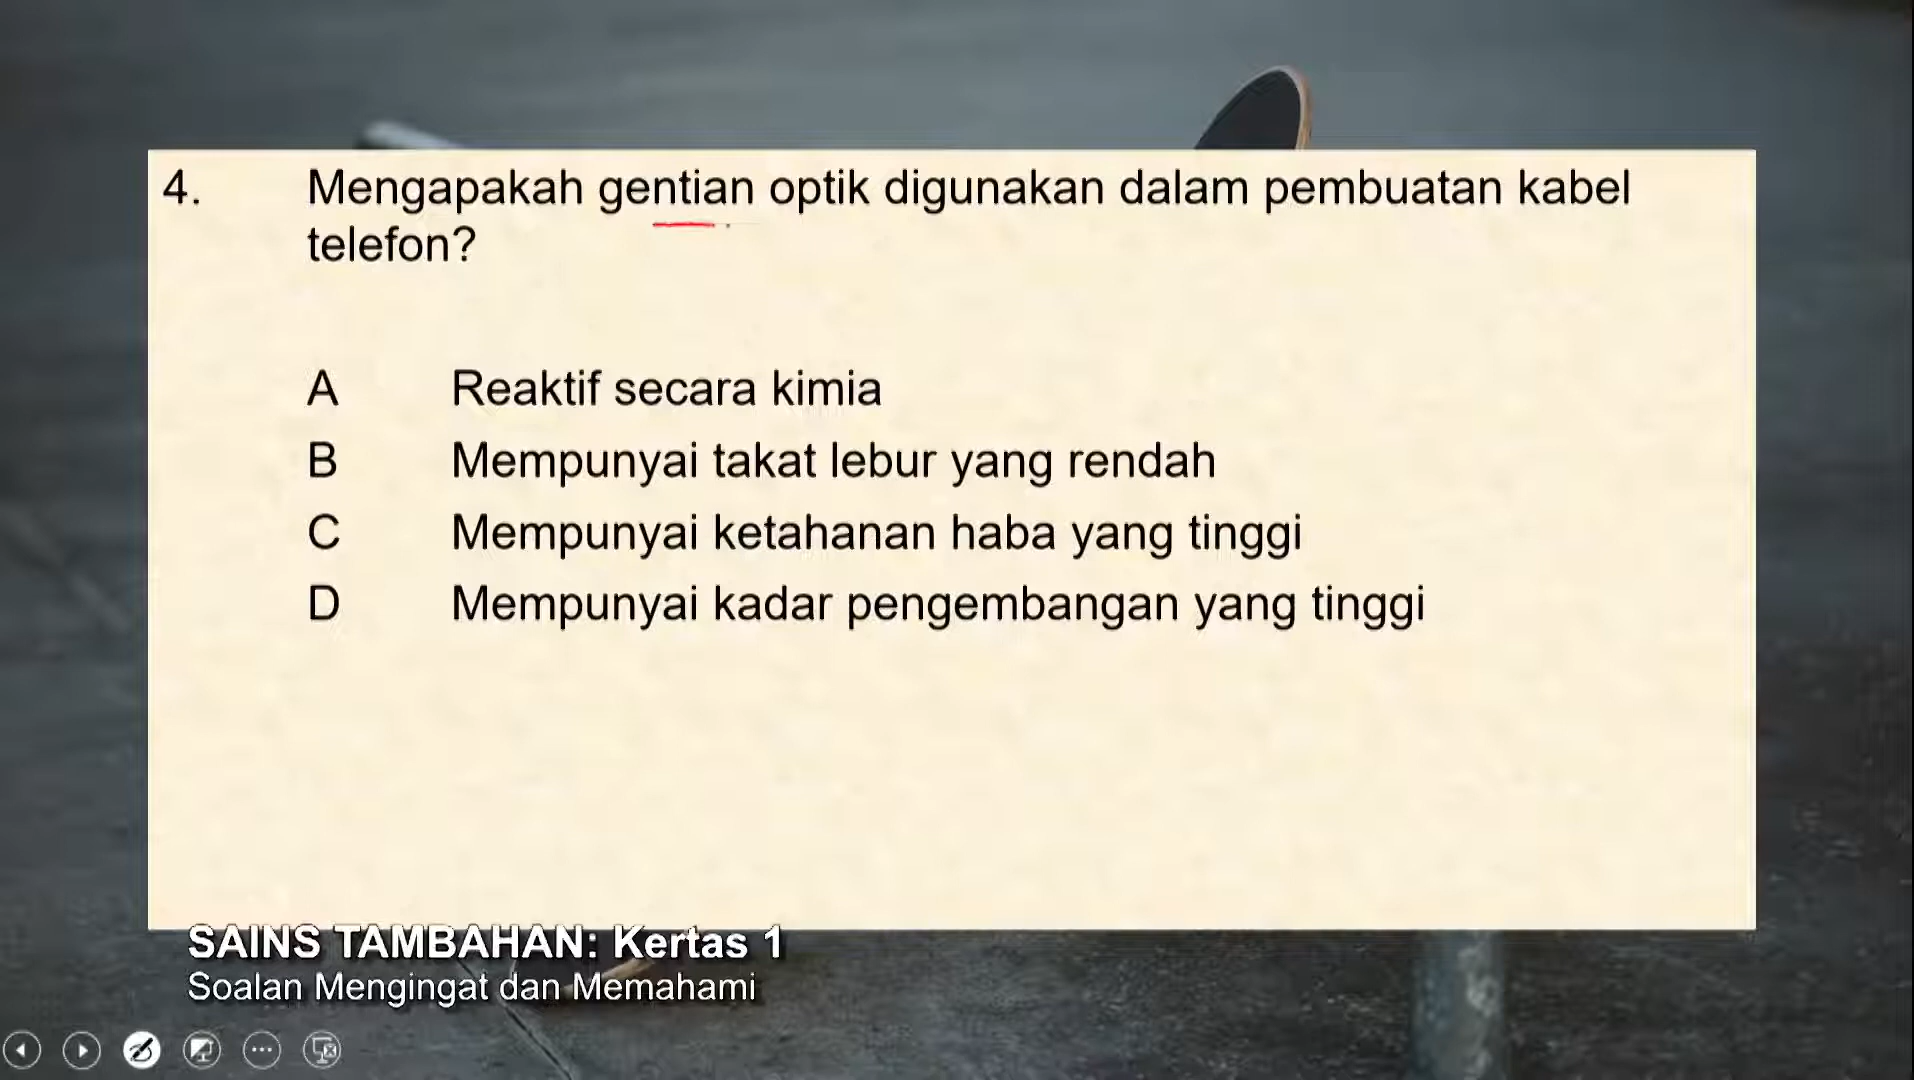 4. Mengapakah gentian optik digunakan dalam pembuatan kabel
telefon?
A Reaktif secara kimia
B Mempunyai takat lebur yang rendah
C Mempunyai ketahanan haba yang tinggi
D Mempunyai kadar pengembangan yang tinggi
SAINS TAMBAHAN: Kertas 1
Soalan Mengingat dan Memahami